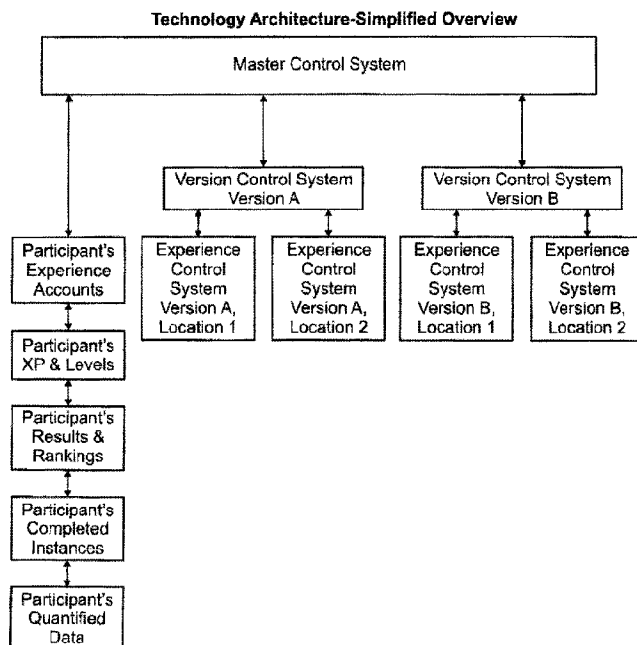 Technology Architecture-Simplified Overview
Master Control System
Version Control System
Version A
Version Control System
Version B
Participant's
Experience
Accounts
Experience
Control
System
Version A,
Location 1
Experience
Control
System
Version A,
Location 2
Experience
Control
System
Version B,
Location 1
Experience
Control
System
Version B,
Location 2
Participant's
XP & Levels
Participant's
Results &
Rankings
Participant's
Completed
Instances
Participant's
Quantified
Data